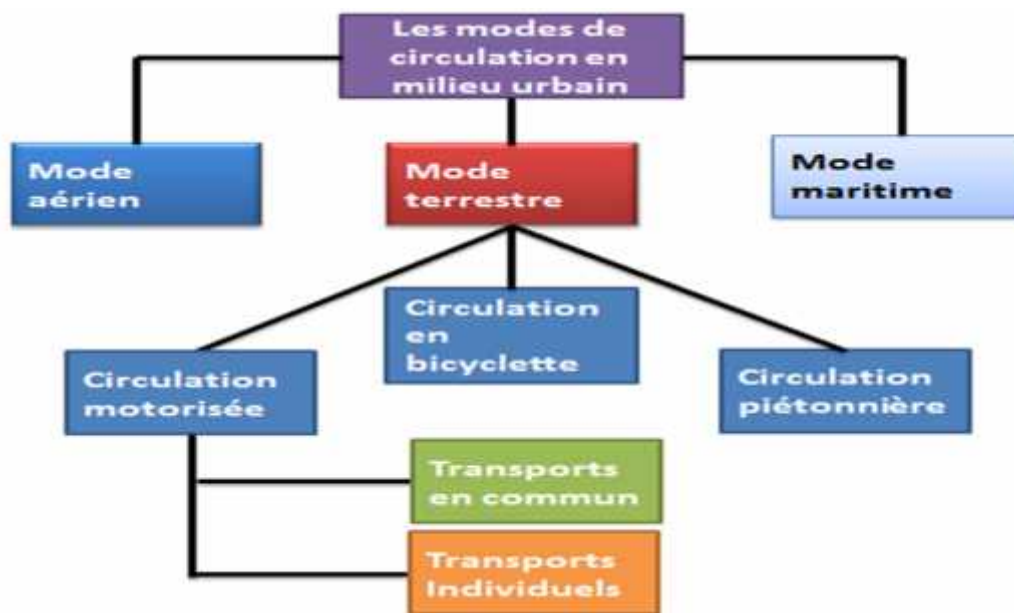 Les modes de
circulation en
milieu urbain
Mode
aérien
Mode
terrestre
Mode
maritime
Circulation
en
bicyclette
Circulation
motorisée
Circulation
piétonnière
Transports
en commun
Transports
Individuels